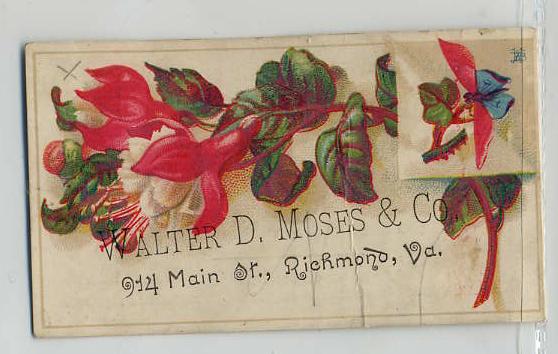 WALTER D. MOSES & CO.
914 Main St., Richmond, Va.